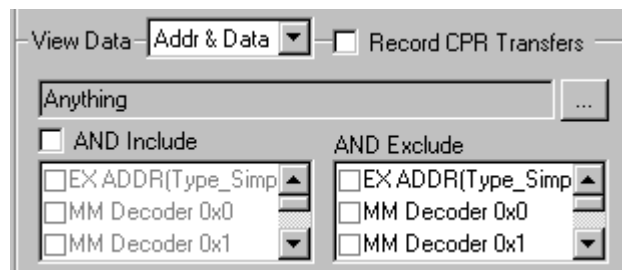 View Data Addr & Data Record CPR Transfers
Anything ...
AND Include AND Exclude
EX ADDR(Type_Simp EX ADDR(Type_Simp
MM Decoder 0x0 MM Decoder 0x0
MM Decoder 0x1 MM Decoder 0x1